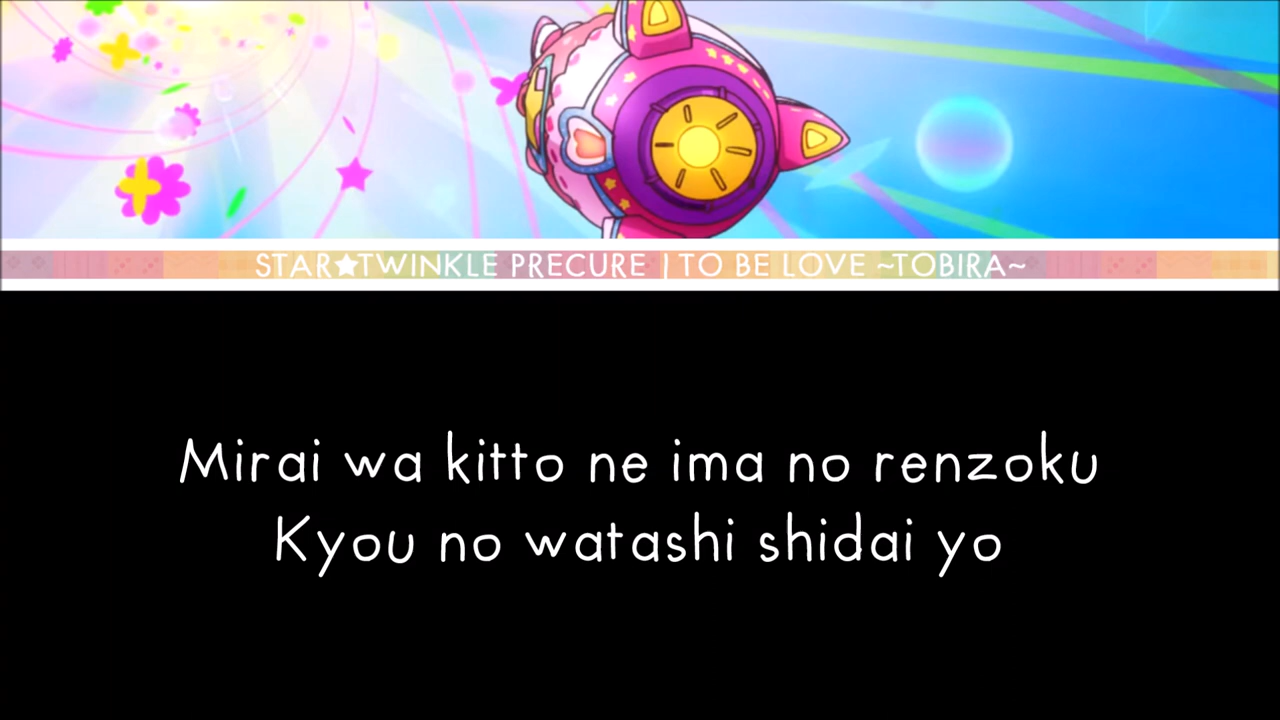 STAR★TWINKLE PRECURE | TO BE LOVE ~TOBIRA~
Mirai wa kitto ne ima no renzoku
Kyou no watashi shidai yo